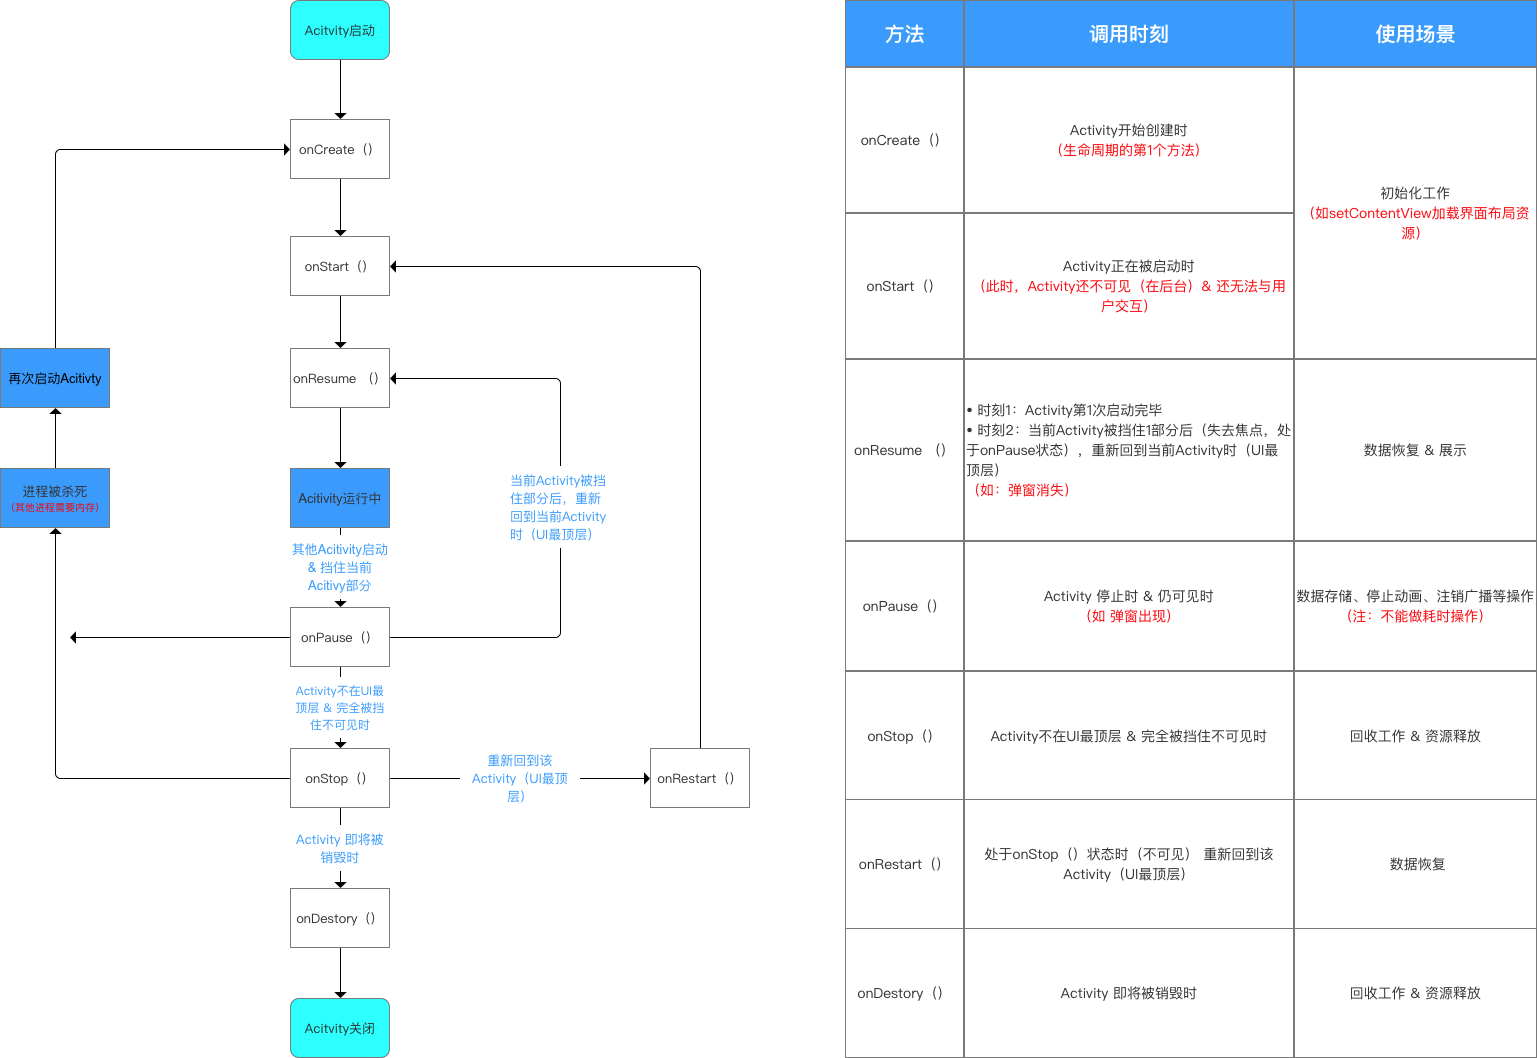 Acitvity启动
onCreate（）
onStart（）
onResume （）
再次启动Acitivty
进程被杀死
（其他进程需要内存）
Acitivity运行中
当前Activity被挡
住部分后，重新
回到当前Activity
时（UI最顶层）
其他Acitivity启动
& 挡住当前
Acitivy部分
onPause（）
Activity不在UI最
顶层 & 完全被挡
住不可见时
onStop（）
重新回到该
Activity（UI最顶
层）
onRestart（）
Activity 即将被
销毁时
onDestory（）
Acitvity关闭
方法
调用时刻
使用场景
onCreate（）
Activity开始创建时
（生命周期的第1个方法）
初始化工作
（如setContentView加载界面布局资
源）
onStart（）
Activity正在被启动时
（此时，Activity还不可见（在后台）& 还无法与用
户交互）
onResume （）
• 时刻1：Activity第1次启动完毕
• 时刻2：当前Activity被挡住1部分后（失去焦点，处
于onPause状态），重新回到当前Activity时（UI最
顶层）
（如：弹窗消失）
数据恢复 & 展示
onPause（）
Activity 停止时 & 仍可见时
（如 弹窗出现）
数据存储、停止动画、注销广播等操作
（注：不能做耗时操作）
onStop（）
Activity不在UI最顶层 & 完全被挡住不可见时
回收工作 & 资源释放
onRestart（）
处于onStop（）状态时（不可见） 重新回到该
Activity（UI最顶层）
数据恢复
onDestory（）
Activity 即将被销毁时
回收工作 & 资源释放